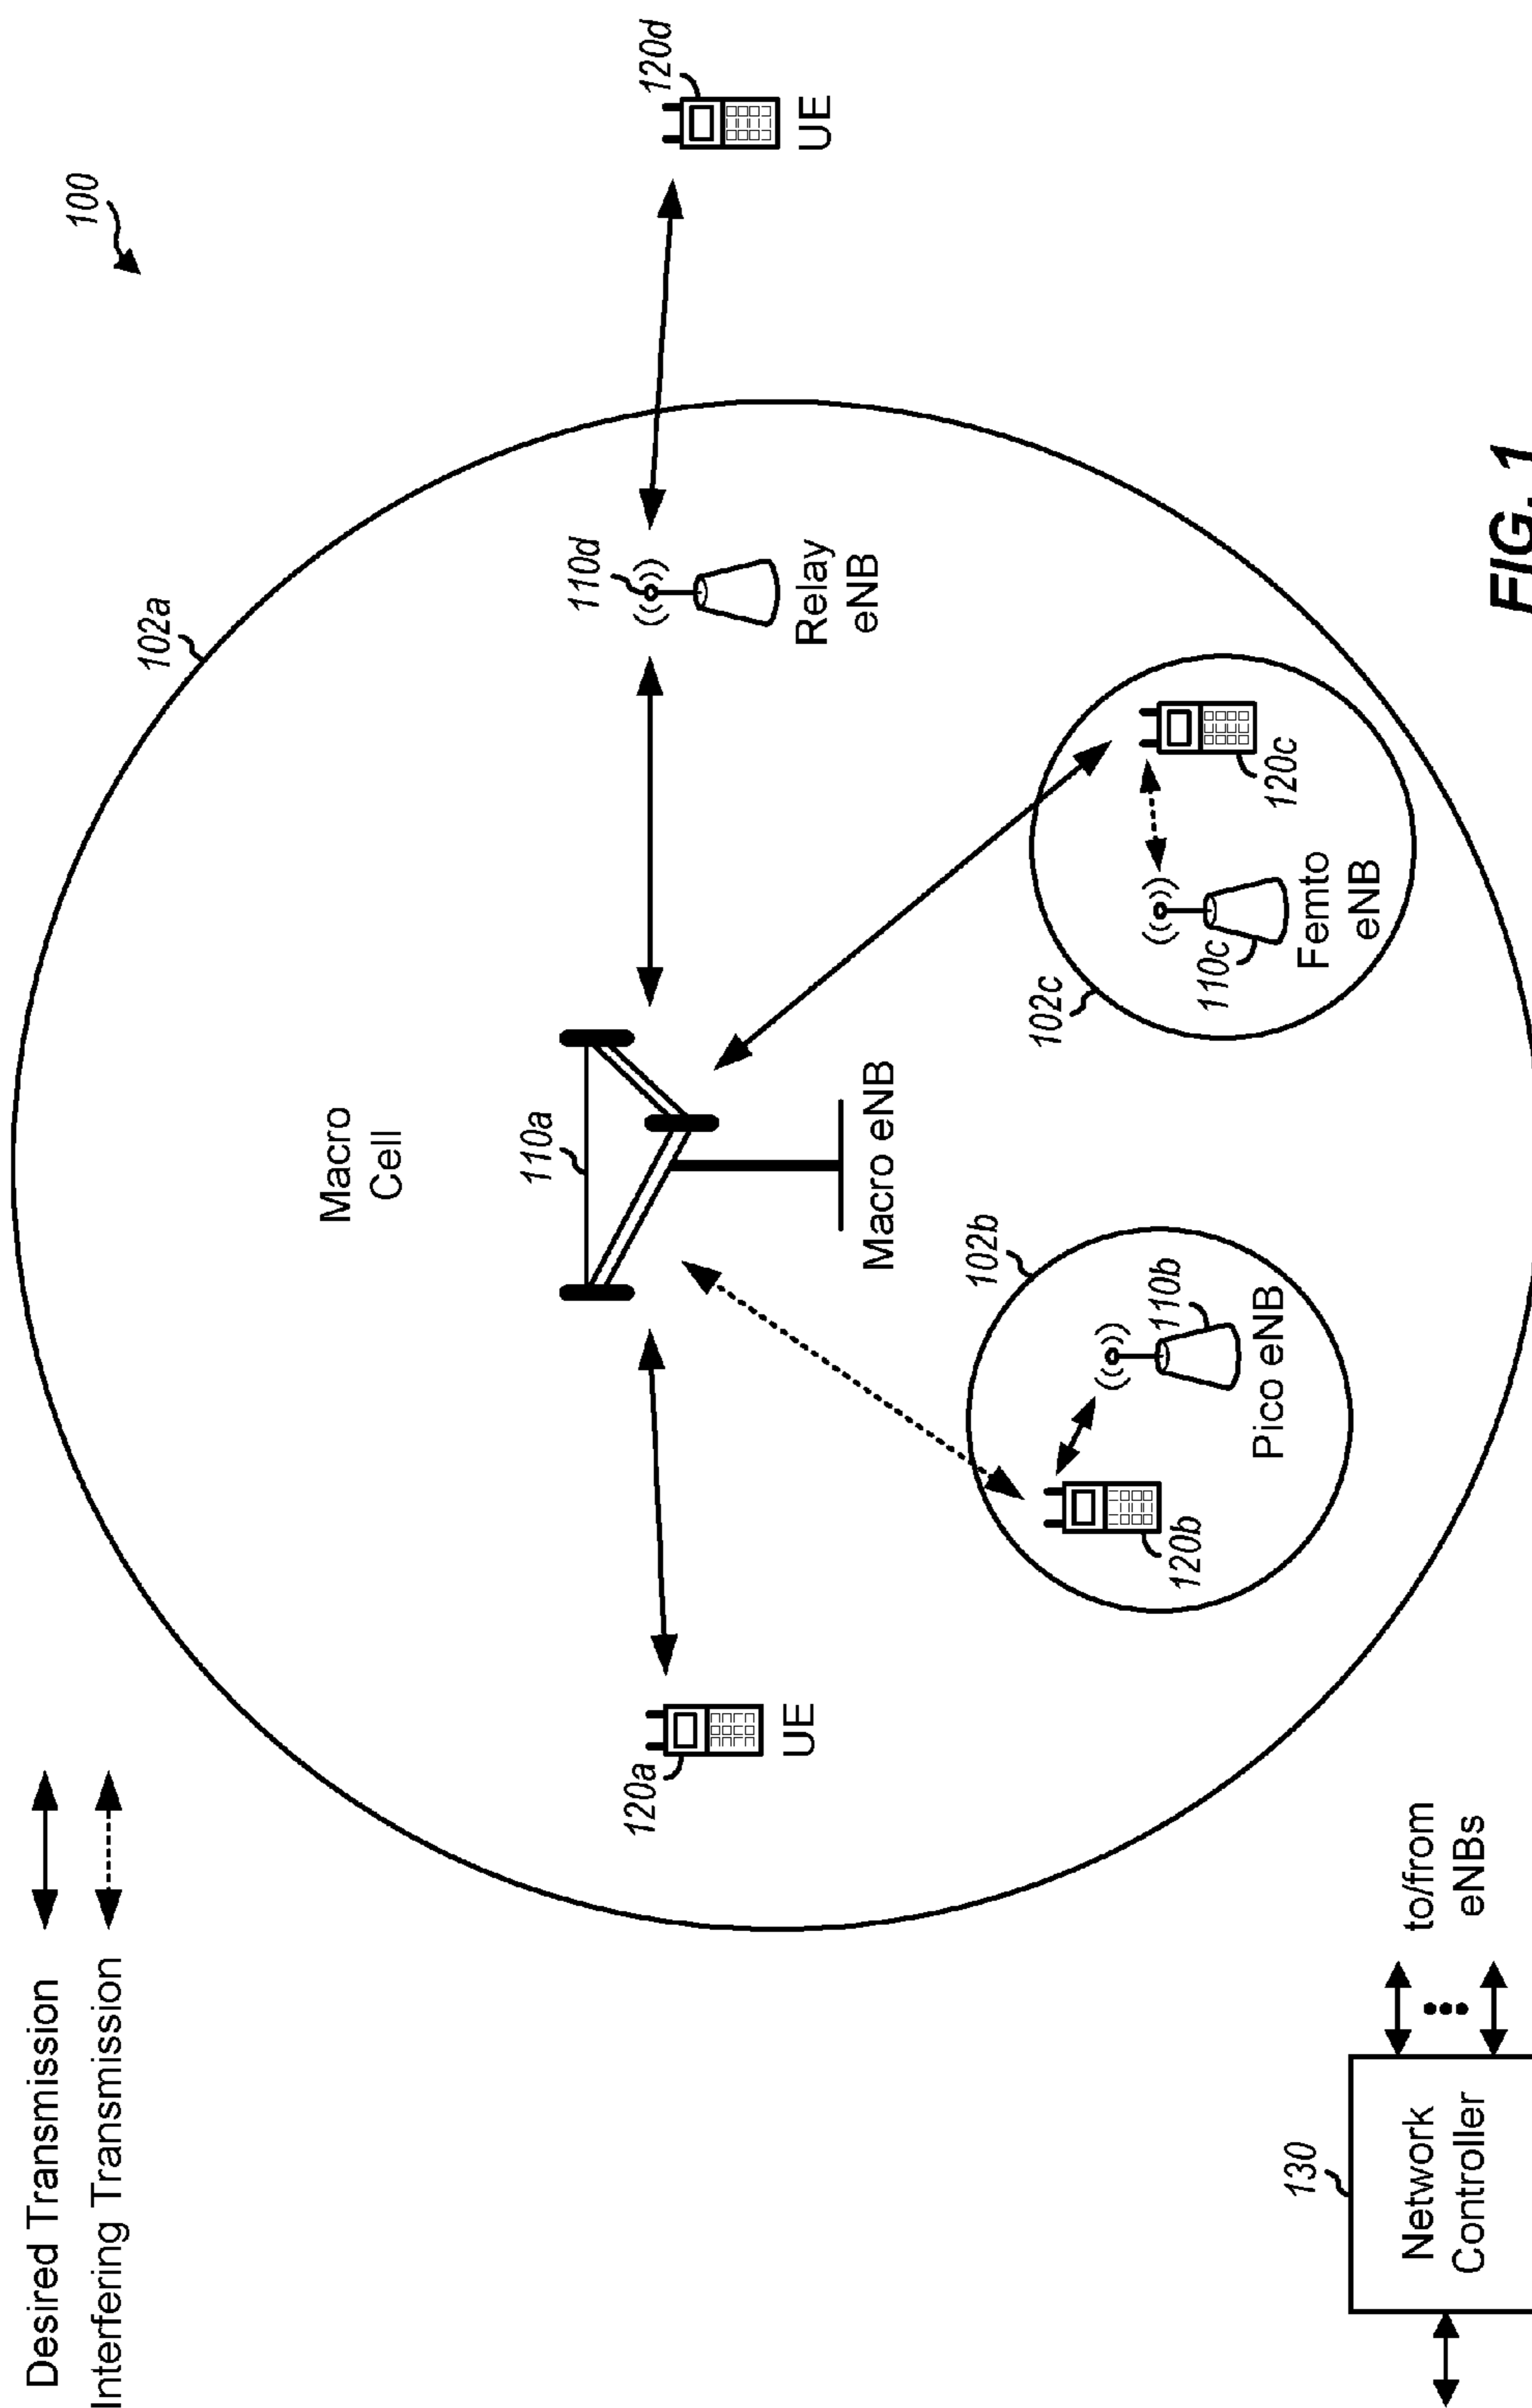 Desired Transmission
Interfering Transmission
100
102a
Macro
Cell
110a
110d
120a
120d
UE
Relay
eNB
UE
Macro eNB
102b
102c
110b
Pico eNB
120b
120c
110c
Femto
eNB
130
Network
Controller
to/from
eNBs
FIG. 1